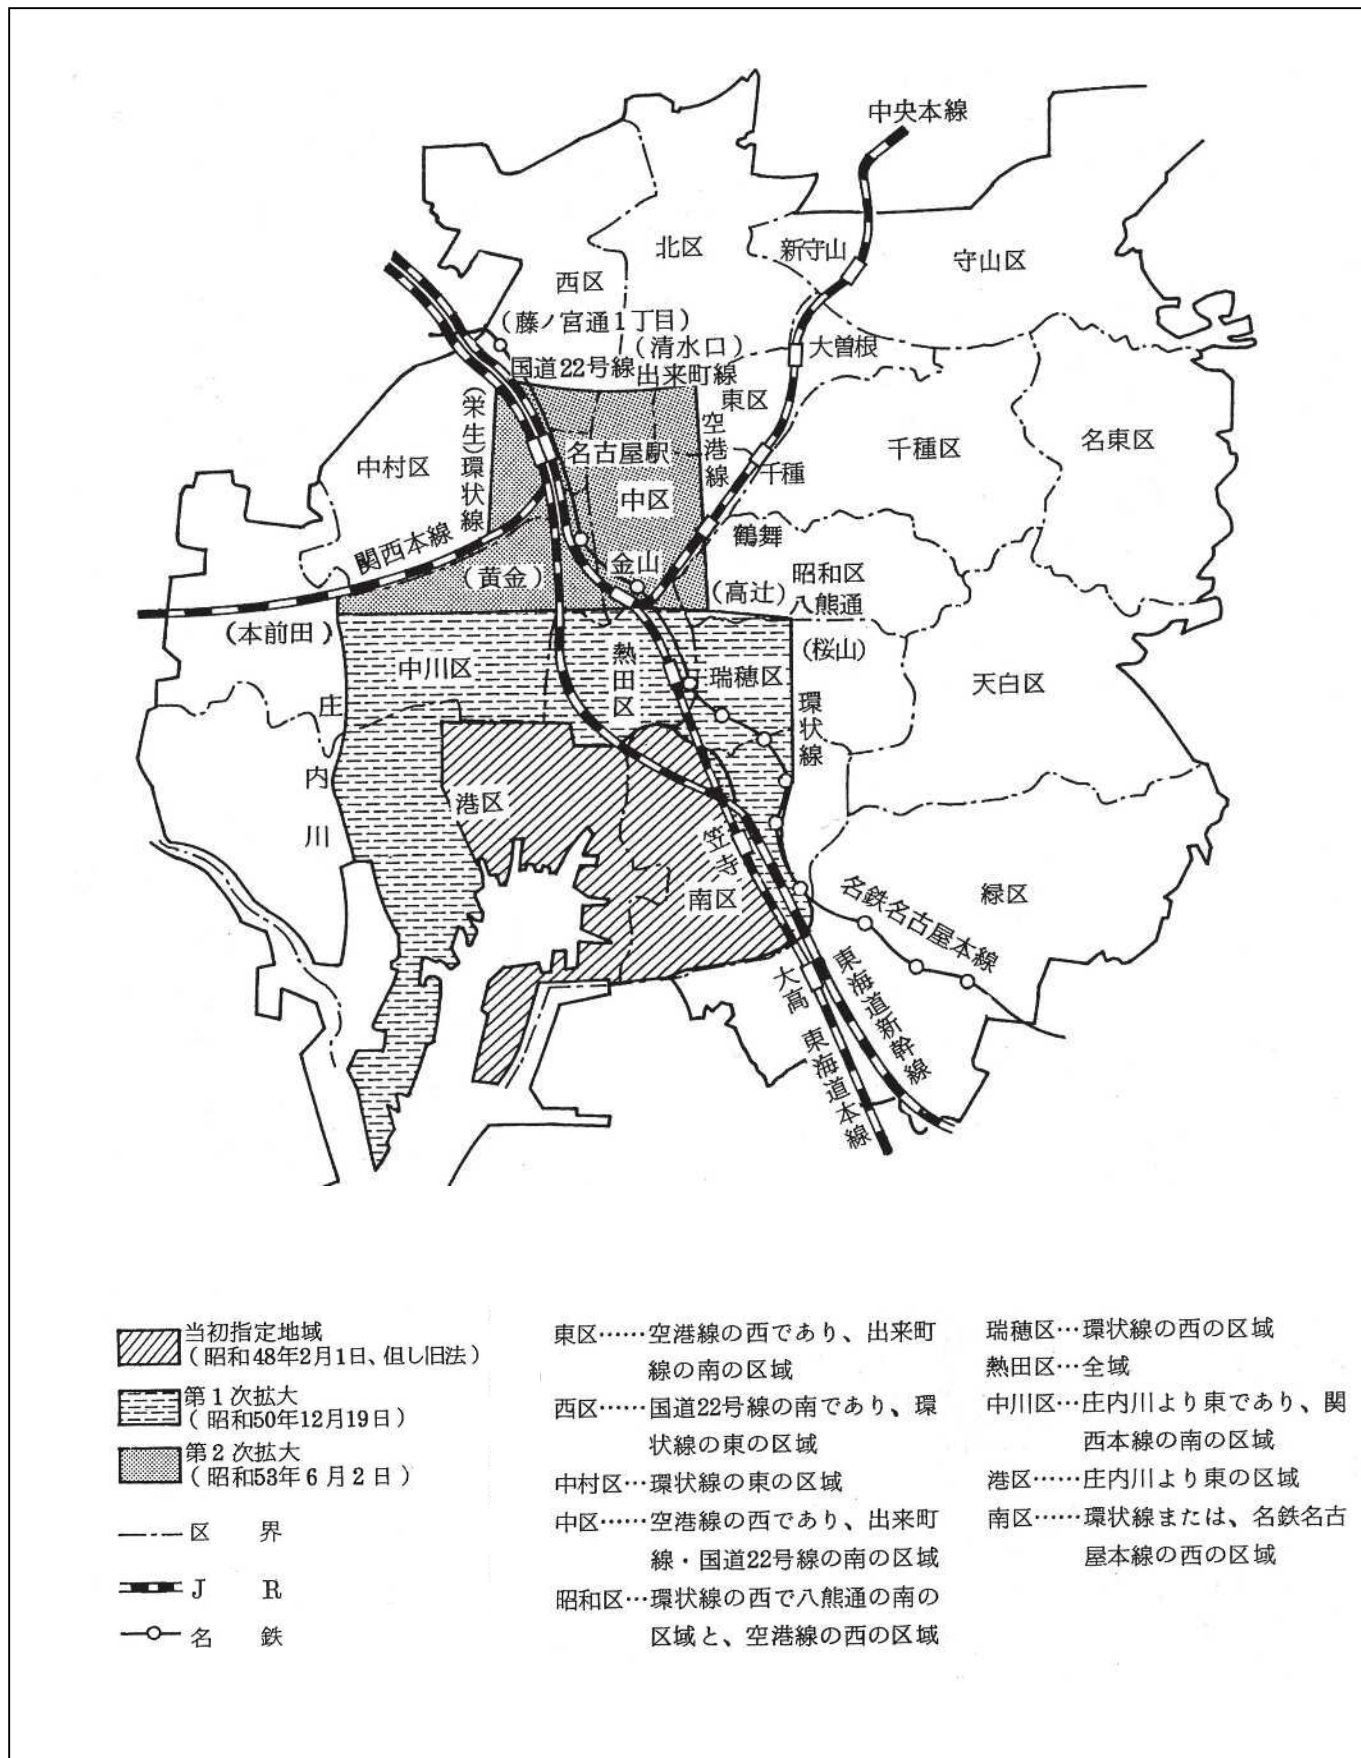 中央本線
北区
新守山
守山区
西区
(藤ノ宮通1丁目)
(清水口)
大曽根
国道22号線
出来町線
東区
(栄生)環状線
空港線
名古屋駅
千種区
名東区
中村区
千種
中区
関西本線
鶴舞
(黄金)
金山
(高辻)
昭和区
八熊通
(本前田)
(桜山)
中川区
熱田区
瑞穂区
天白区
環状線
庄内川
港区
笠寺
南区
緑区
名鉄名古屋本線
大高
東海道新幹線
東海道本線
当初指定地域
(昭和48年2月1日、但し旧法)
第1次拡大
(昭和50年12月19日)
第2次拡大
(昭和53年6月2日)
区 界
J R
名 鉄
東区……空港線の西であり、出来町
線の南の区域
西区……国道22号線の南であり、環
状線の東の区域
中村区…環状線の東の区域
中区……空港線の西であり、出来町
線・国道22号線の南の区域
昭和区…環状線の西で八熊通の南の
区域と、空港線の西の区域
瑞穂区…環状線の西の区域
熱田区…全域
中川区…庄内川より東であり、関
西本線の南の区域
港区……庄内川より東の区域
南区……環状線または、名鉄名古
屋本線の西の区域